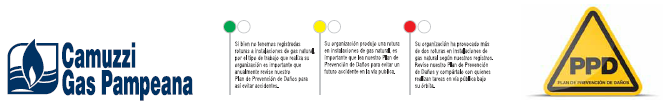 Camuzzi
Gas Pampeana
Si bien no tenemos registradas
roturas a instalaciones de gas natural,
por el tipo de trabajo que realiza su
organización es importante que
anualmente revise nuestro
Plan de Prevención de Daños para
así evitar accidentes.
Su organización produjo una rotura
en instalaciones de gas natural, es
importante que lea nuestro Plan de
Prevención de Daños para evitar un
futuro accidente en la vía pública.
Su organización ha provocado más
de dos roturas en instalaciones de
gas natural según nuestros registros.
Revise nuestro Plan de Prevención
de Daños y compártalo con quienes
realizan tareas en vía pública bajo
su órbita.
PPD
PLAN DE PREVENCIÓN DE DAÑOS